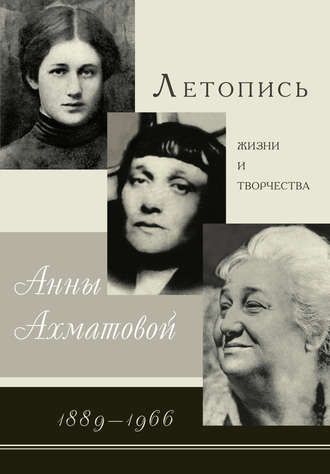 Летопись
жизни
и
творчества
Анны
Ахматовой
1889–1966